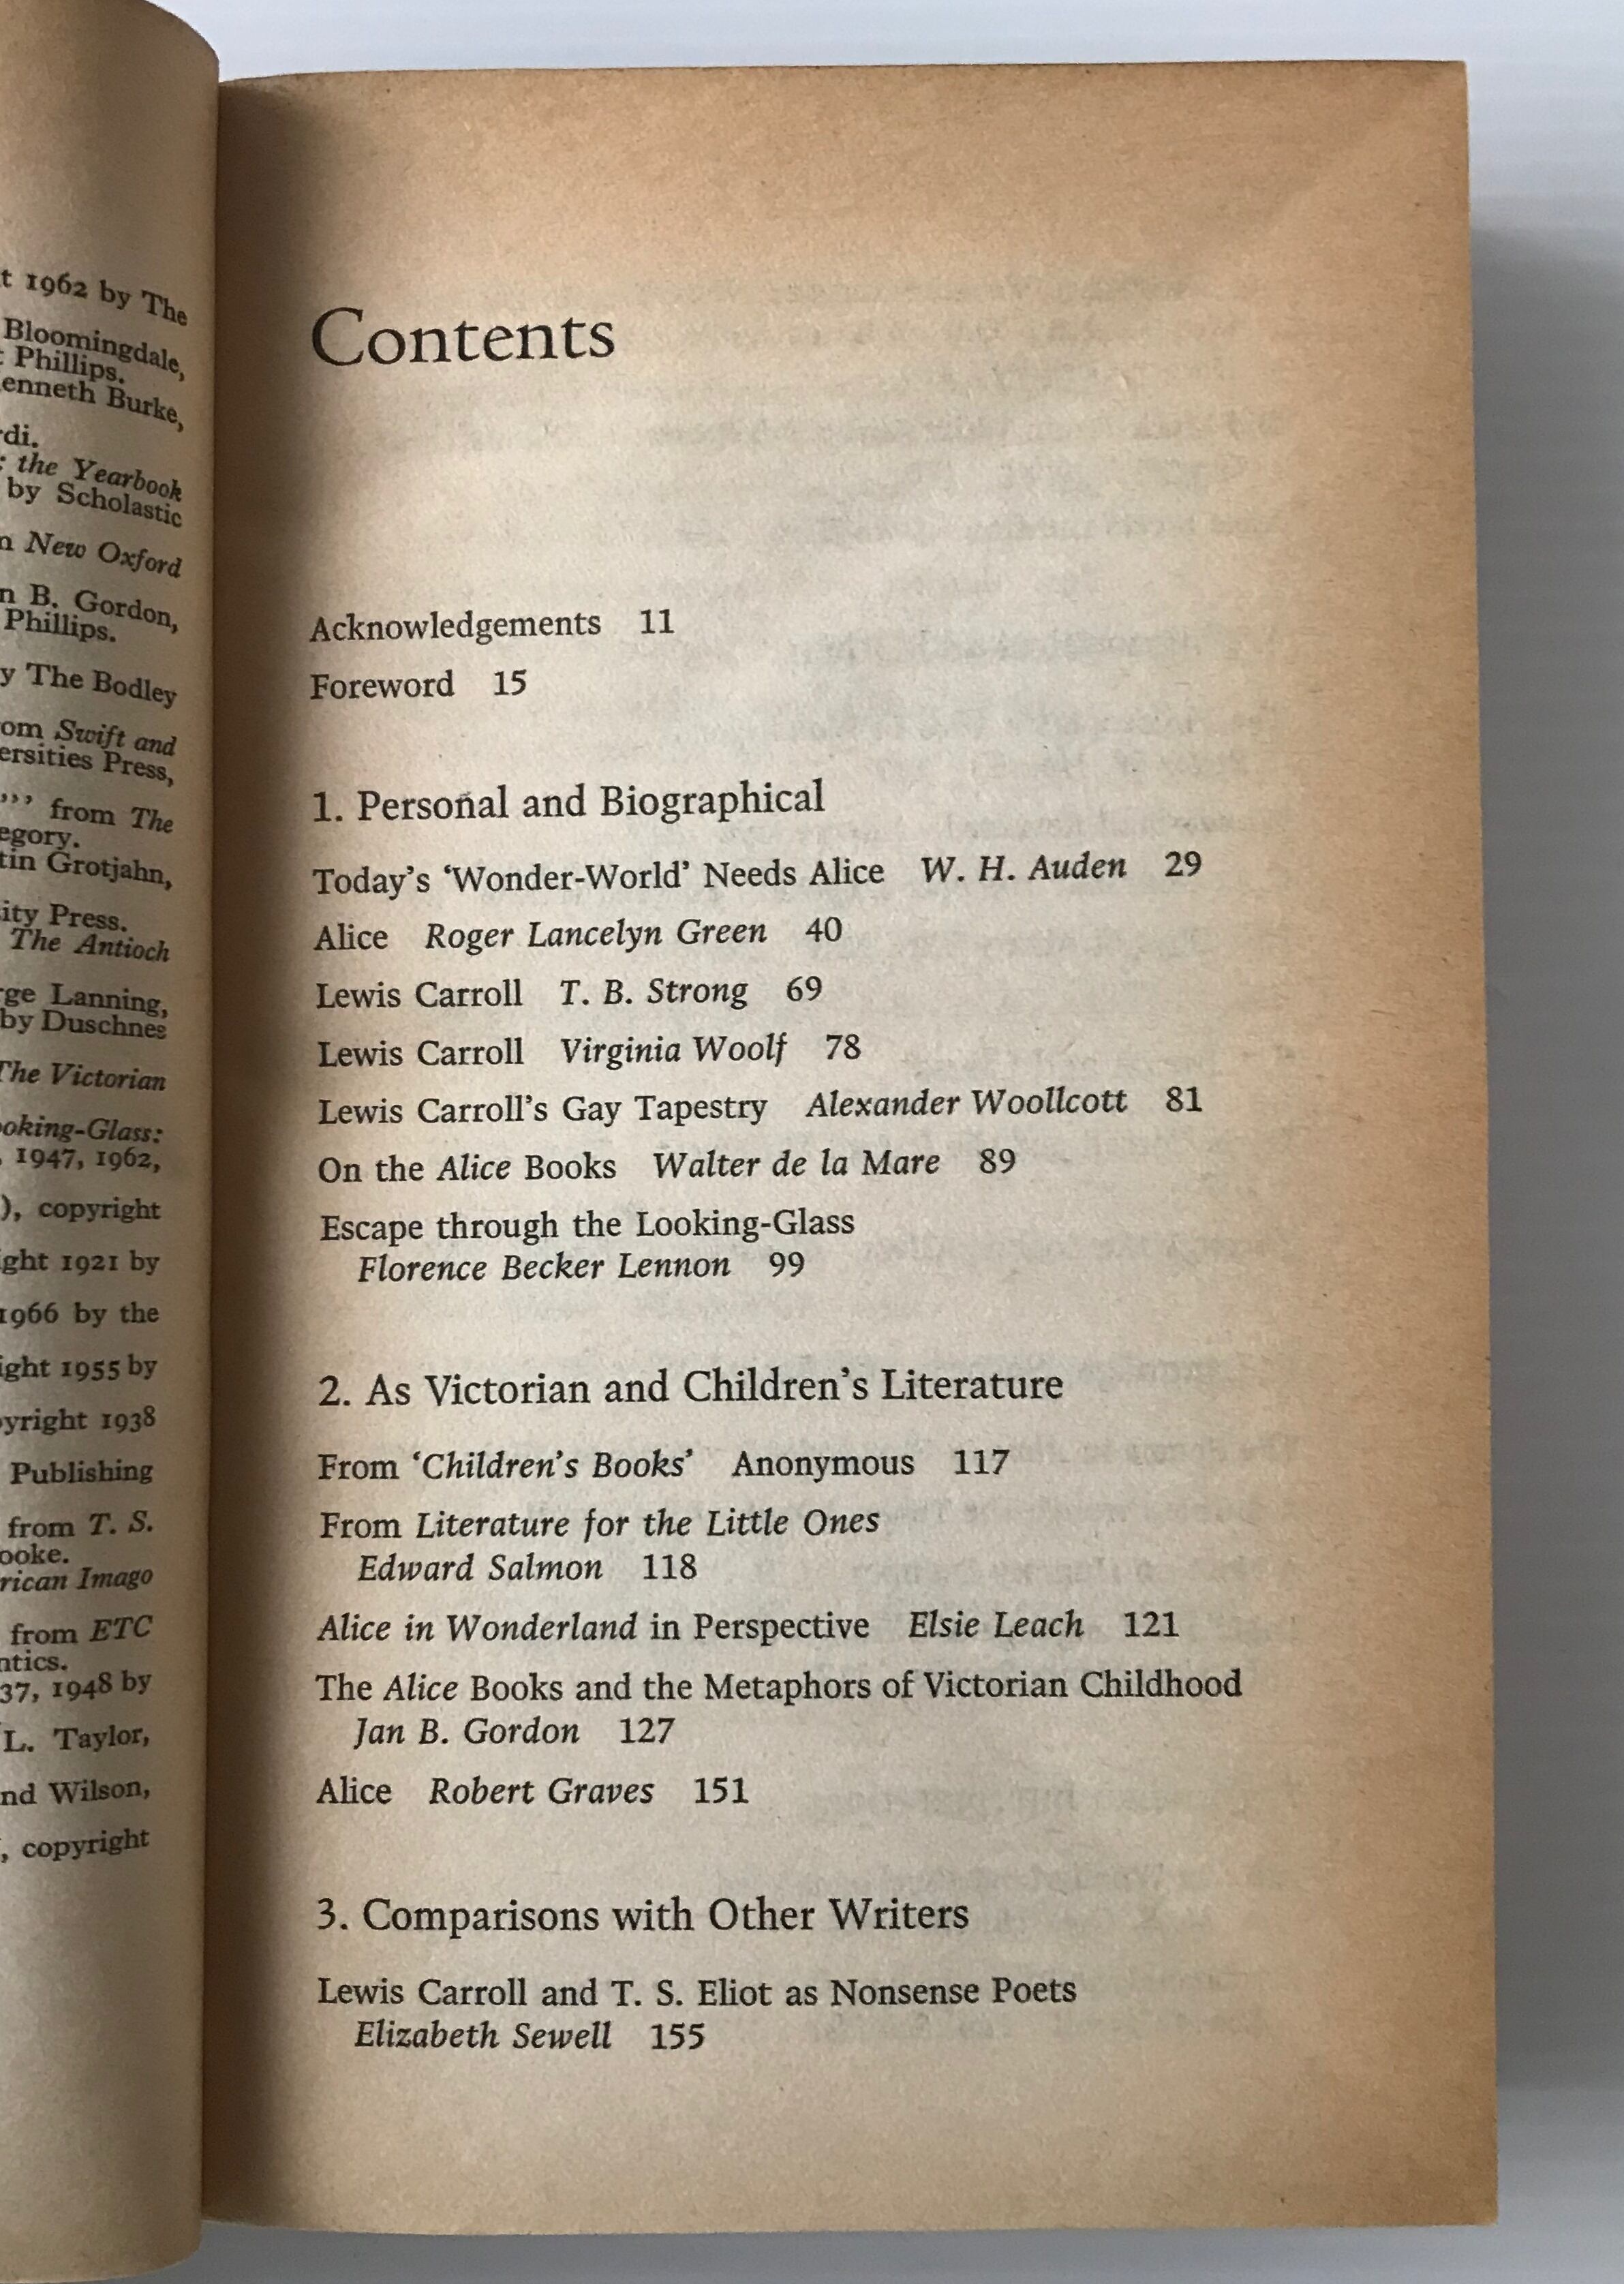 t 1962 by The
Bloomingdale,
: Phillips.
enneth Burke,
rdi.
: the Yearbook
by Scholastic
n New Oxford
n B. Gordon,
Phillips.
y The Bodley
om Swift and
ersities Press,
’’’ from The
egory.
tin Grotjahn,
ity Press.
The Antioch
rge Lanning,
by Duschnes
The Victorian
ooking-Glass:
, 1947, 1962,
), copyright
ight 1921 by
1966 by the
ight 1955 by
pyright 1938
Publishing
from T. S.
ooke.
rican Imago
from ETC
ntics.
37, 1948 by
L. Taylor,
nd Wilson,
, copyright
Contents
Acknowledgements 11
Foreword 15
1. Personal and Biographical
Today’s ‘Wonder-World’ Needs Alice W. H. Auden 29
Alice Roger Lancelyn Green 40
Lewis Carroll T. B. Strong 69
Lewis Carroll Virginia Woolf 78
Lewis Carroll’s Gay Tapestry Alexander Woollcott 81
On the Alice Books Walter de la Mare 89
Escape through the Looking-Glass
Florence Becker Lennon 99
2. As Victorian and Children’s Literature
From ‘Children’s Books’ Anonymous 117
From Literature for the Little Ones
Edward Salmon 118
Alice in Wonderland in Perspective Elsie Leach 121
The Alice Books and the Metaphors of Victorian Childhood
Jan B. Gordon 127
Alice Robert Graves 151
3. Comparisons with Other Writers
Lewis Carroll and T. S. Eliot as Nonsense Poets
Elizabeth Sewell 155